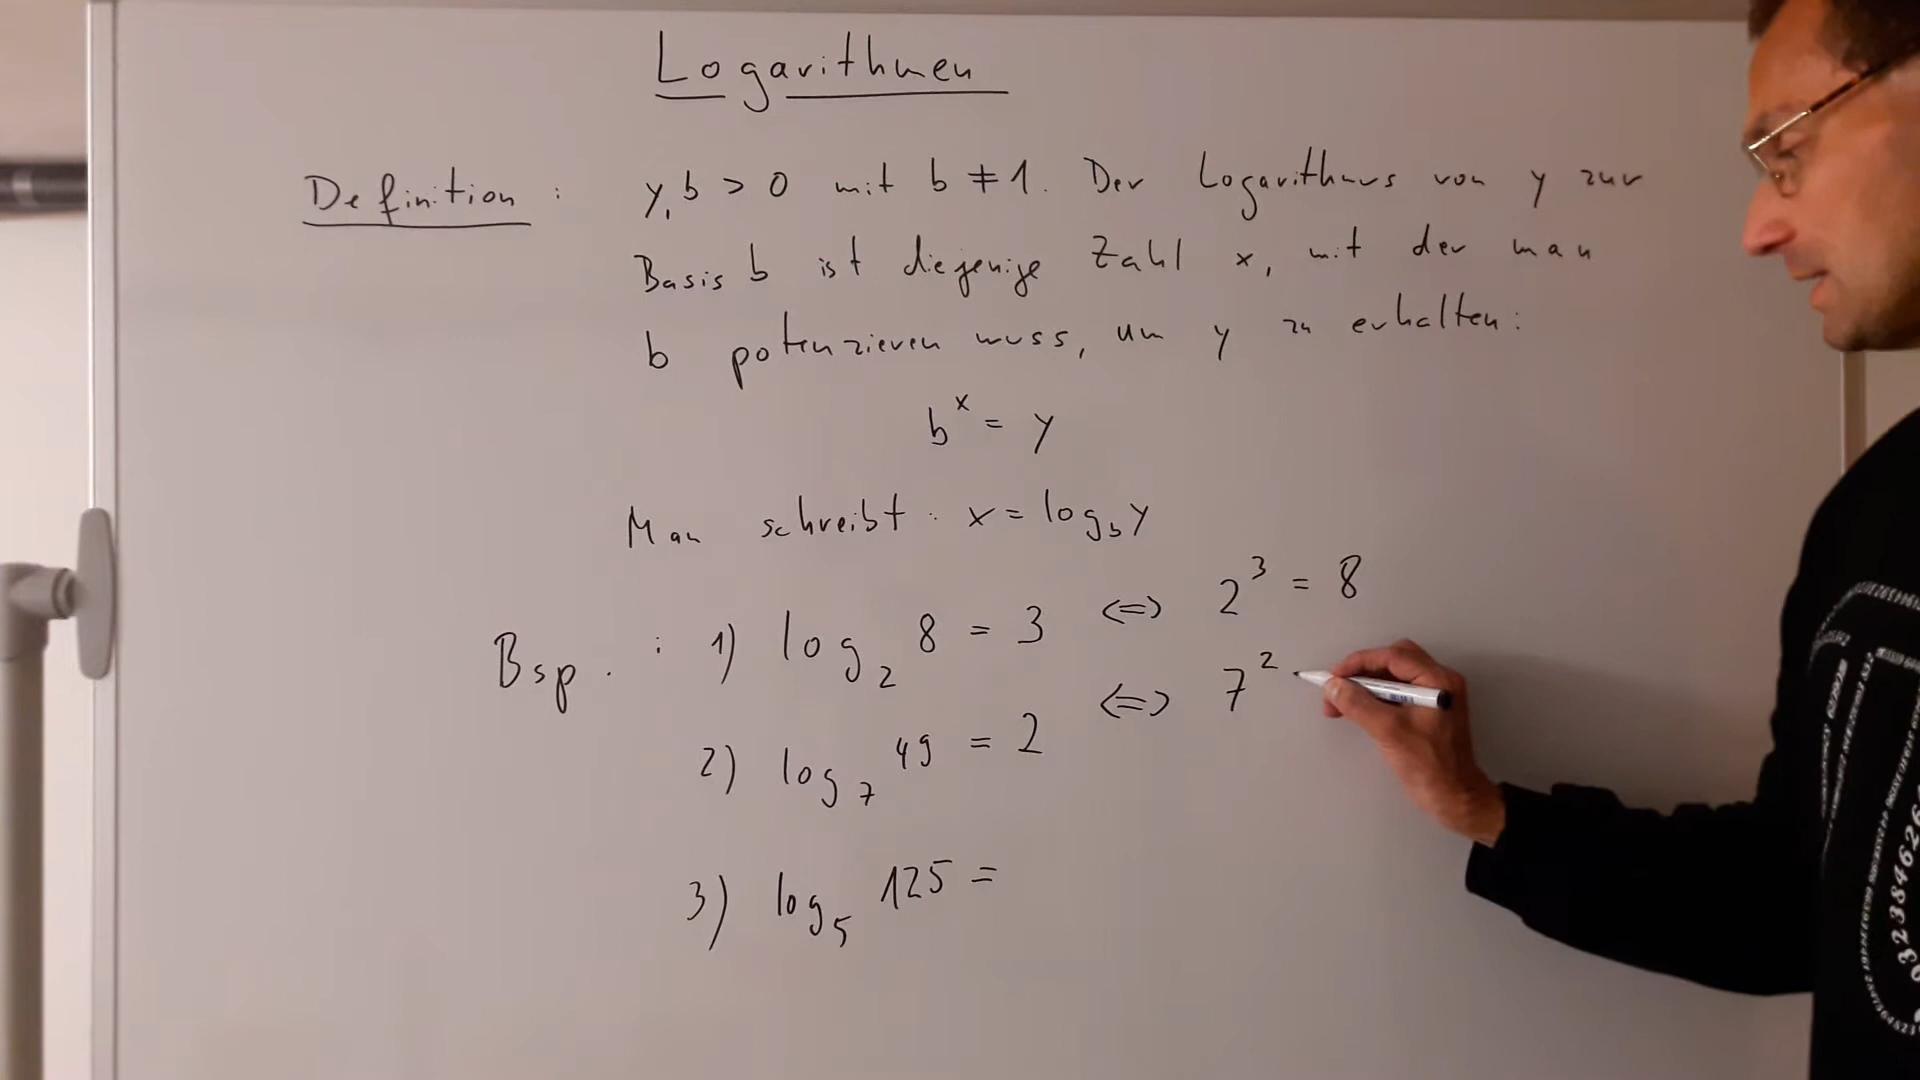 Logarithmen
Definition: y, b > 0 mit b ≠ 1. Der Logarithmus von y zur
Basis b ist diejenige Zahl x, mit der man
b potenzieren muss, um y zu erhalten:
b^x = y
Man schreibt: x = log_b y
Bsp.: 1) log_2 8 = 3 <=> 2^3 = 8
2) log_7 49 = 2 <=> 7^2
3) log_5 125 =